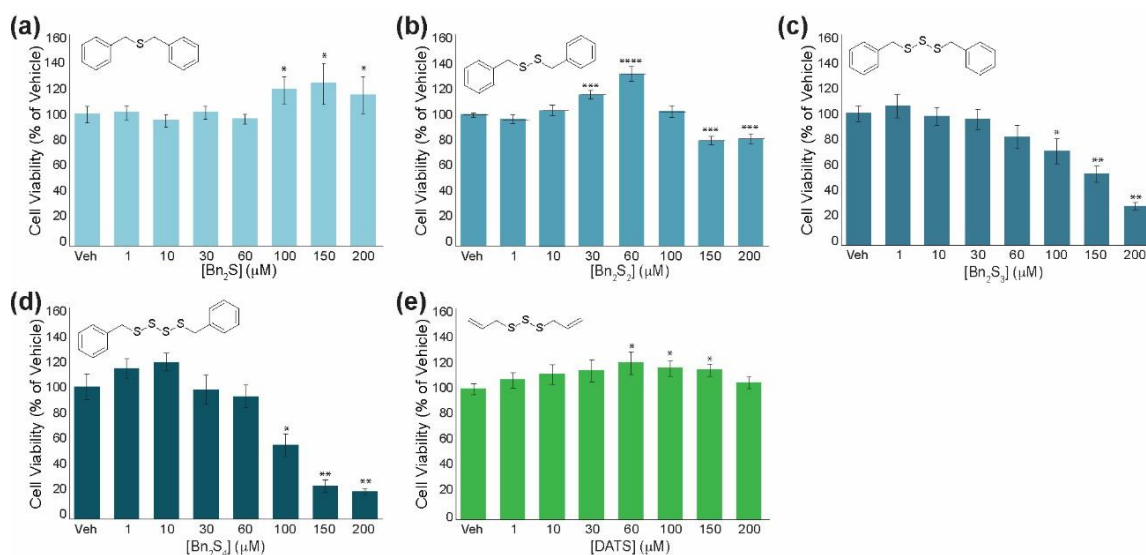 (a)
160
140
120
100
80
60
40
20
0
Cell Viability (% of Vehicle)
S
* * *
Veh 1 10 30 60 100 150 200
[Bn₂S] (μM)
(b)
160
140
120
100
80
60
40
20
0
Cell Viability (% of Vehicle)
S S
*** **** *** ***
Veh 1 10 30 60 100 150 200
[Bn₂S₂] (μM)
(c)
160
140
120
100
80
60
40
20
0
Cell Viability (% of Vehicle)
S S S
* ** **
Veh 1 10 30 60 100 150 200
[Bn₂S₃] (μM)
(d)
160
140
120
100
80
60
40
20
0
Cell Viability (% of Vehicle)
S S S S
* ** **
Veh 1 10 30 60 100 150 200
[Bn₂S₄] (μM)
(e)
160
140
120
100
80
60
40
20
0
Cell Viability (% of Vehicle)
S S S
* * *
Veh 1 10 30 60 100 150 200
[DATS] (μM)